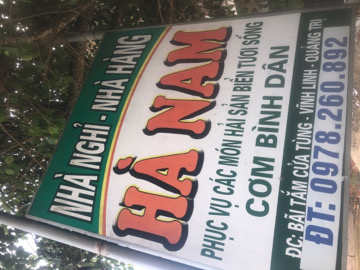 NHÀ NGHỈ - NHÀ HÀNG
HÀ NAM
PHỤC VỤ CÁC MÓN HẢI SẢN BIỂN TƯƠI SỐNG
CƠM BÌNH DÂN
ĐC: BÃI TẮM CỬA TÙNG - VĨNH LINH - QUẢNG TRỊ
ĐT: 0978.260.892